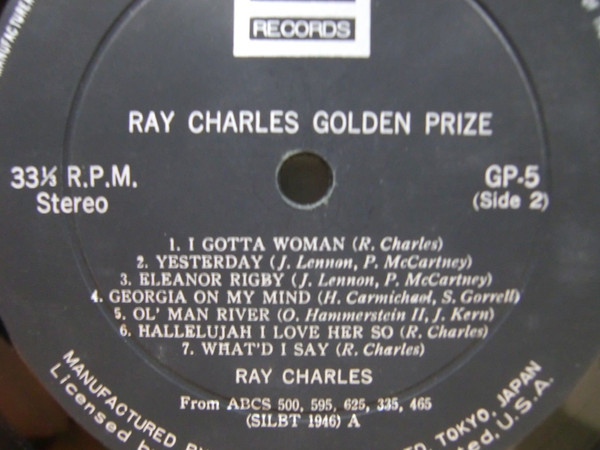 RECORDS
RAY CHARLES GOLDEN PRIZE
33⅓ R.P.M.
Stereo
GP-5
(Side 2)
1. I GOTTA WOMAN (R. Charles)
2. YESTERDAY (J. Lennon, P. McCartney)
3. ELEANOR RIGBY (J. Lennon, P. McCartney)
4. GEORGIA ON MY MIND (H. Carmichael, S. Gorrell)
5. OL' MAN RIVER (O. Hammerstein II, J. Kern)
6. HALLELUJAH I LOVE HER SO (R. Charles)
7. WHAT'D I SAY (R. Charles)
RAY CHARLES
From ABCS 500, 595, 625, 335, 465
(SILBT 1946) A
MANUFACTURED TOKYO, JAPAN
Licensed U.S.A.